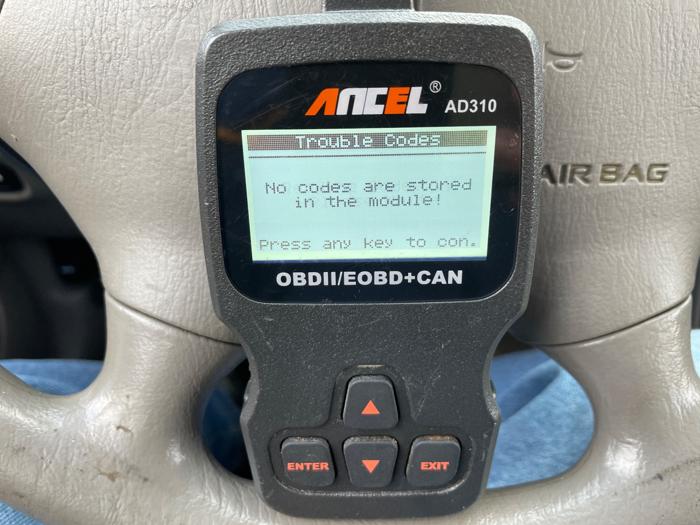 ANCEL® AD310
Trouble Codes
No codes are stored
in the module!
Press any key to con.
OBDII/EOBD+CAN
AIR BAG
ENTER
EXIT